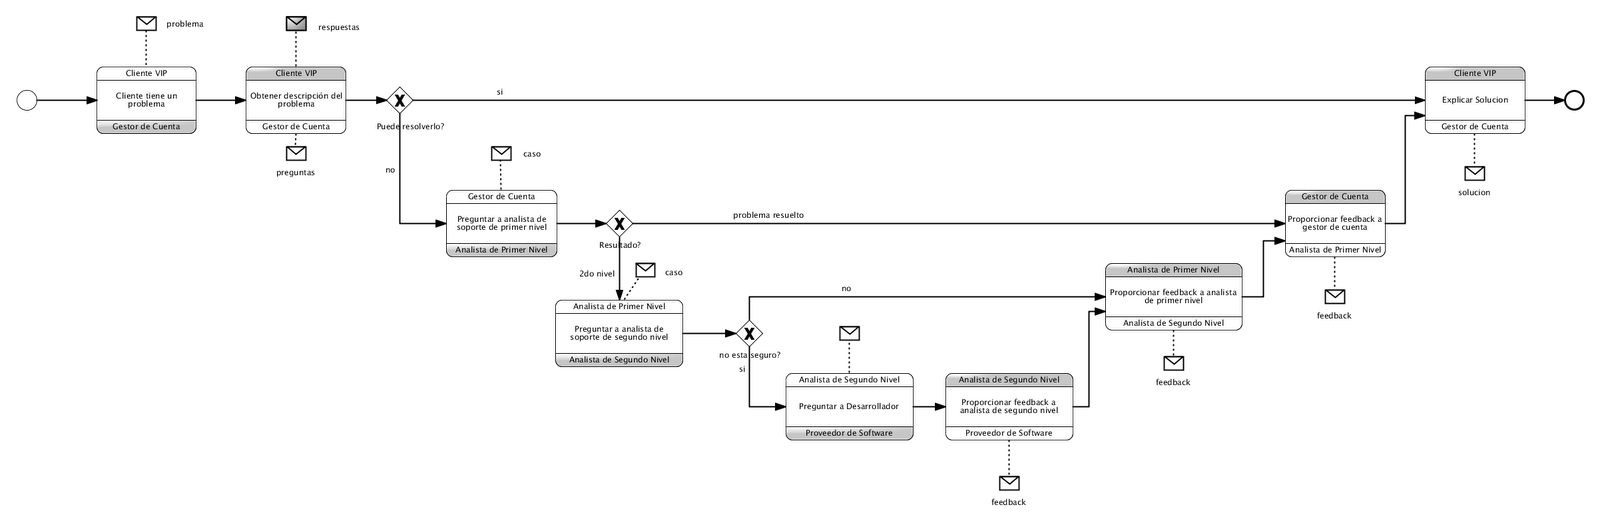 problema
respuestas
Cliente VIP
Cliente tiene un
problema
Gestor de Cuenta
Cliente VIP
Obtener descripción del
problema
Gestor de Cuenta
preguntas
Puede resolverlo?
si
no
Cliente VIP
Explicar Solucion
Gestor de Cuenta
solucion
caso
Gestor de Cuenta
Preguntar a analista de
soporte de primer nivel
Analista de Primer Nivel
Resultado?
problema resuelto
2do nivel
Gestor de Cuenta
Proporcionar feedback a
gestor de cuenta
Analista de Primer Nivel
feedback
caso
Analista de Primer Nivel
Preguntar a analista de
soporte de segundo nivel
Analista de Segundo Nivel
no esta seguro?
no
si
Analista de Primer Nivel
Proporcionar feedback a analista
de primer nivel
Analista de Segundo Nivel
feedback
Analista de Segundo Nivel
Preguntar a Desarrollador
Proveedor de Software
Analista de Segundo Nivel
Proporcionar feedback a
analista de segundo nivel
Proveedor de Software
feedback